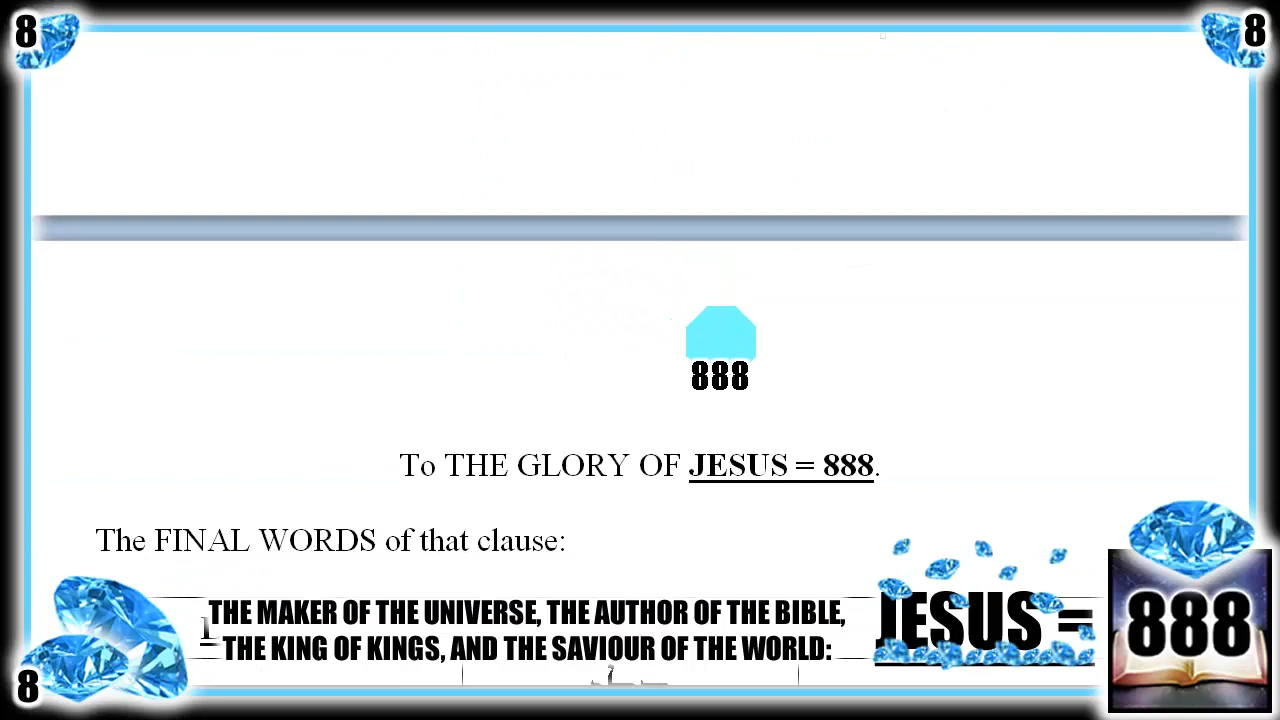 8
8
888
To THE GLORY OF JESUS = 888.
The FINAL WORDS of that clause:
THE MAKER OF THE UNIVERSE, THE AUTHOR OF THE BIBLE,
THE KING OF KINGS, AND THE SAVIOUR OF THE WORLD:
JESUS =
888
8